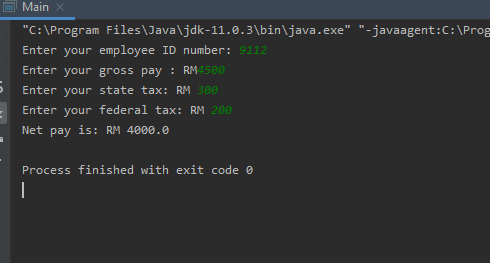 Main
"C:\Program Files\Java\jdk-11.0.3\bin\java.exe" "-javaagent:C:\Prog
Enter your employee ID number: 9112
Enter your gross pay : RM4500
Enter your state tax: RM 300
Enter your federal tax: RM 200
Net pay is: RM 4000.0
Process finished with exit code 0